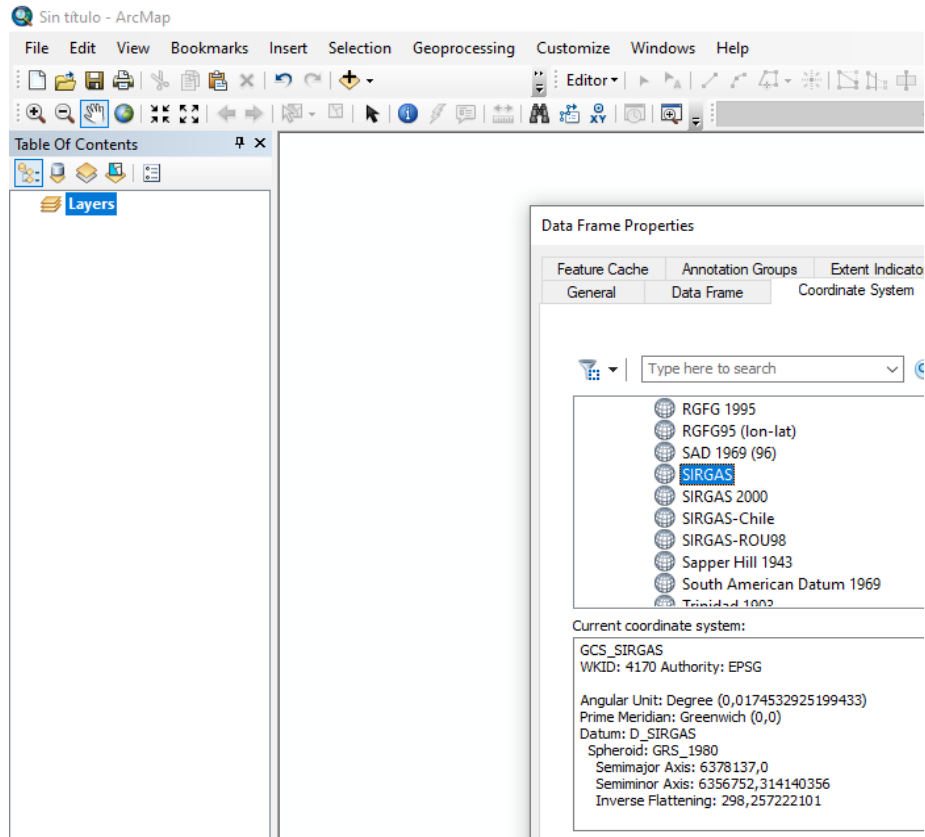 Sin título - ArcMap
File Edit View Bookmarks Insert Selection Geoprocessing Customize Windows Help
Editor
XY
Table Of Contents
Layers
Data Frame Properties
Feature Cache Annotation Groups Extent Indicato
General Data Frame Coordinate System
Type here to search
RGFG 1995
RGFG95 (lon-lat)
SAD 1969 (96)
SIRGAS
SIRGAS 2000
SIRGAS-Chile
SIRGAS-ROU98
Sapper Hill 1943
South American Datum 1969
Trinidad 1903
Current coordinate system:
GCS_SIRGAS
WKID: 4170 Authority: EPSG
Angular Unit: Degree (0,0174532925199433)
Prime Meridian: Greenwich (0,0)
Datum: D_SIRGAS
Spheroid: GRS_1980
Semimajor Axis: 6378137,0
Semiminor Axis: 6356752,314140356
Inverse Flattening: 298,257222101